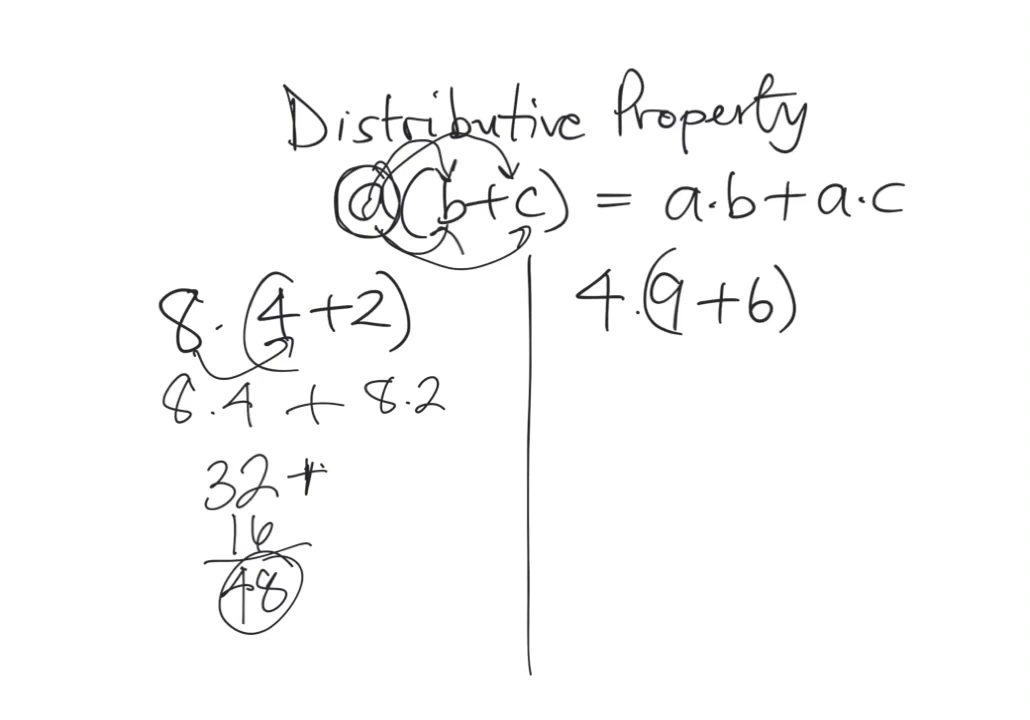 Distributive Property
a(b+c) = a.b+a.c
8.(4+2)
8.4 + 8.2
32+
16
48
4.(9+6)